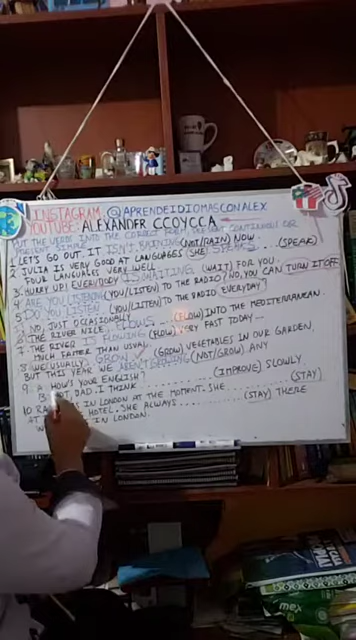 INSTAGRAM @APRENDEIDIOMASCONALEX
YOUTUBE: ALEXANDER CCOYCCA
PUT THE VERB INTO THE CORRECT FORM, CONTINUOUS OR
PRESENT SIMPLE
1. LET'S GO OUT. IT ISN'T RAINING (NOT/RAIN) NOW
2. JULIA IS VERY GOOD AT LANGUAGES (SHE) SPEAKS (SPEAK)
FOUR LANGUAGES VERY WELL
3. HURRY UP! EVERYBODY IS WAITING (WAIT) FOR YOU.
4. ARE YOU LISTENING (YOU/LISTEN) TO THE RADIO? NO, YOU CAN TURN IT OFF
5. DO YOU LISTEN (YOU/LISTEN) TO THE RADIO EVERYDAY?
NO, JUST OCCASIONALLY
6. THE RIVER NILE FLOWS (FLOW) INTO THE MEDITERRANEAN.
7. THE RIVER IS FLOWING (FLOW) VERY FAST TODAY
MUCH FASTER THAN USUAL
8. WE USUALLY GROW (GROW) VEGETABLES IN OUR GARDEN,
BUT THIS YEAR WE AREN'T GROWING (NOT/GROW) ANY
9. A HOW'S YOUR ENGLISH?
B NOT BAD. I THINK (IMPROVE) SLOWLY
10. IN LONDON AT THE MOMENT. SHE (STAY)
AT HOTEL. SHE ALWAYS (STAY) THERE
IN LONDON.